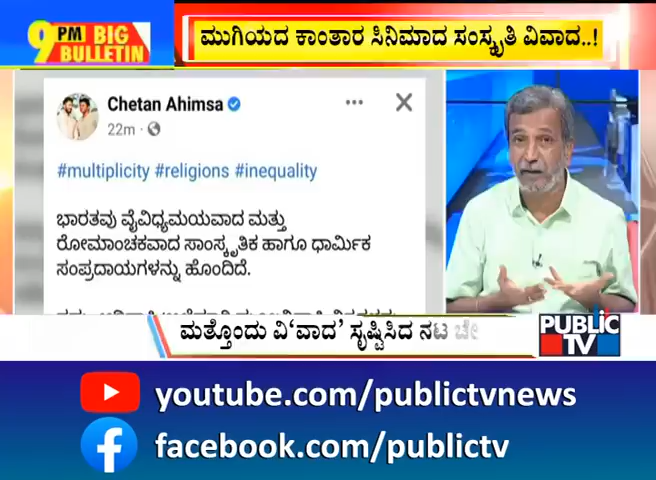 9 PM BIG BULLETIN
ಮುಗಿಯದ ಕಾಂತಾರ ಸಿನಿಮಾದ ಸಂಸ್ಕೃತಿ ವಿವಾದ..!
Chetan Ahimsa
22m
#multiplicity #religions #inequality
ಭಾರತವು ವೈವಿಧ್ಯಮಯವಾದ ಮತ್ತು
ರೋಮಾಂಚಕವಾದ ಸಾಂಸ್ಕೃತಿಕ ಹಾಗೂ ಧಾರ್ಮಿಕ
ಸಂಪ್ರದಾಯಗಳನ್ನು ಹೊಂದಿದೆ.
ಮತ್ತೊಂದು ವಿ‘ವಾದ’ ಸೃಷ್ಟಿಸಿದ ನಟ
PUBLIC TV
youtube.com/publictvnews
facebook.com/publictv